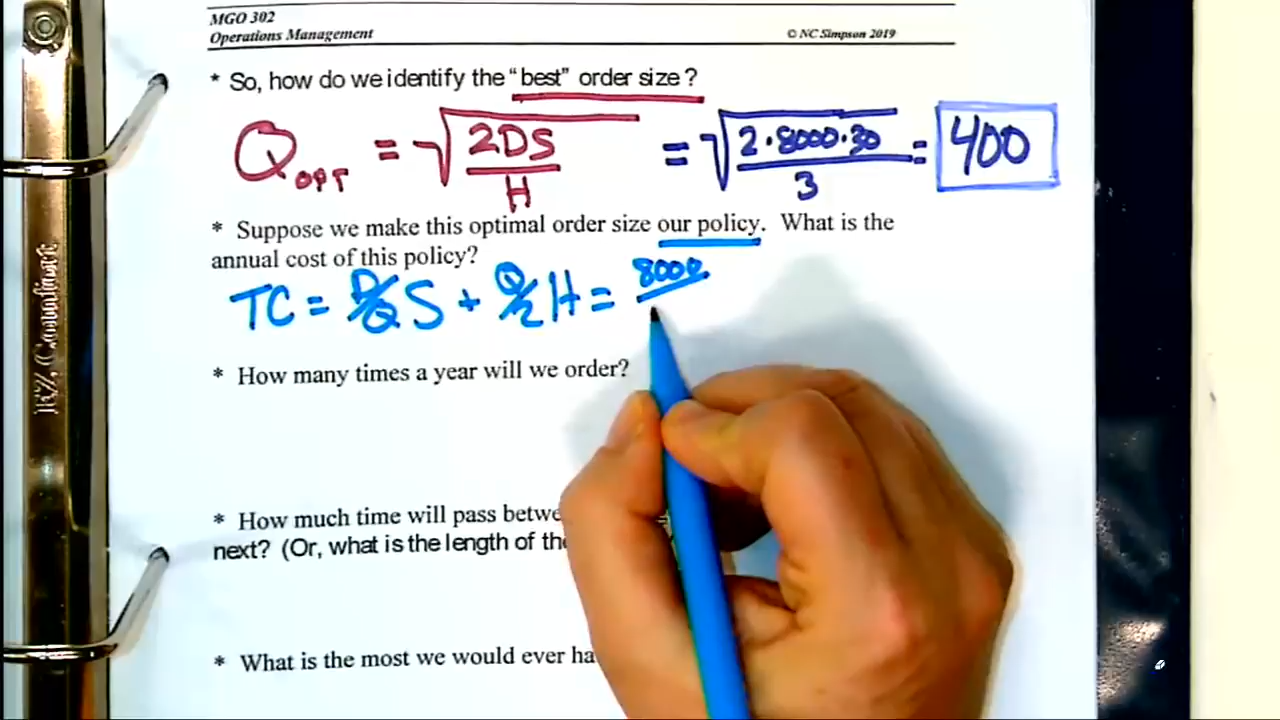 MGO 302
Operations Management © NC Simpson 2019
* So, how do we identify the “best” order size ?
Q OPT = √ 2DS / H = √ 2·8000·30 / 3 = 400
* Suppose we make this optimal order size our policy. What is the
annual cost of this policy?
TC = D/Q S + Q/2 H = 8000
* How many times a year will we order?
* How much time will pass
next? (Or, what is the length of the
* What is the most we would ever